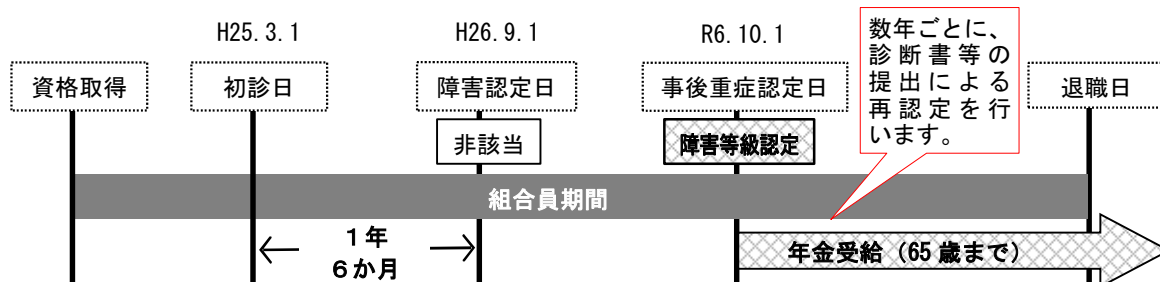 H25.3.1
H26.9.1
R6.10.1
数年ごとに、
診断書等の
提出による
再認定を行
います。
資格取得
初診日
障害認定日
事後重症認定日
退職日
非該当
障害等級認定
組合員期間
1年
6か月
年金受給（65歳まで）